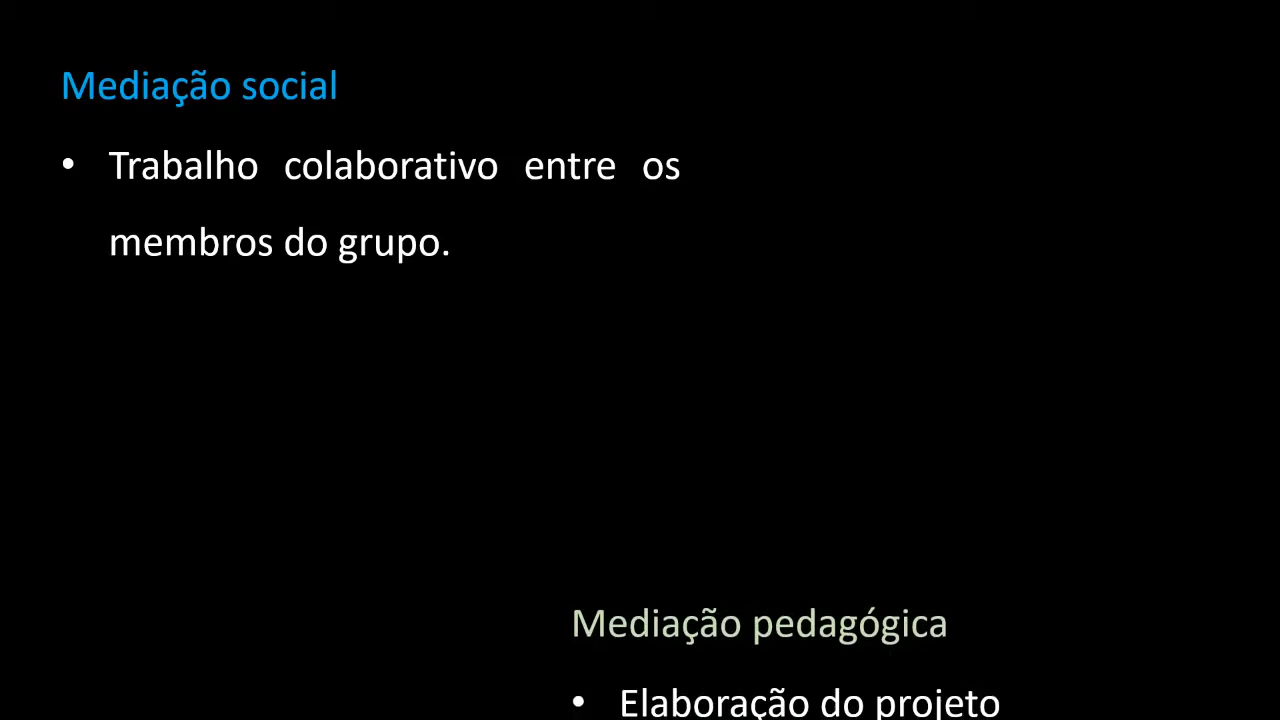 Mediação social
• Trabalho colaborativo entre os
membros do grupo.
Mediação pedagógica
• Elaboração do projeto